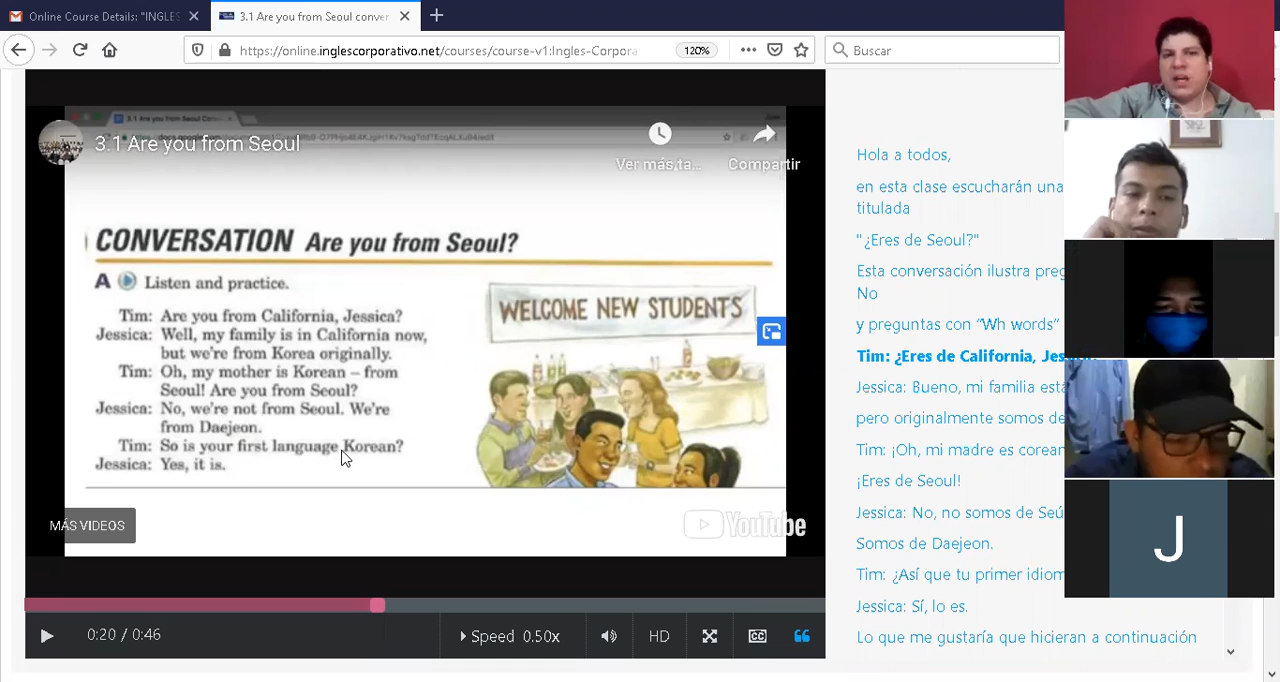 Online Course Details: "INGLES
3.1 Are you from Seoul conver
https://online.inglescorporativo.net/courses/course-v1:Ingles-Corpora
120%
Buscar
3.1 Are you from Seoul
Ver más ta...
Compartir
CONVERSATION Are you from Seoul?
A Listen and practice.
Tim: Are you from California, Jessica?
Jessica: Well, my family is in California now,
but we're from Korea originally.
Tim: Oh, my mother is Korean – from
Seoul! Are you from Seoul?
Jessica: No, we're not from Seoul. We're
from Daejeon.
Tim: So is your first language Korean?
Jessica: Yes, it is.
WELCOME NEW STUDENTS
MÁS VIDEOS
YouTube
0:20 / 0:46
Speed 0.50x
HD
CC
Hola a todos,
en esta clase escucharán una
titulada
"¿Eres de Seoul?"
Esta conversación ilustra preg
No
y preguntas con "Wh words"
Tim: ¿Eres de California, Jes
Jessica: Bueno, mi familia está
pero originalmente somos de
Tim: ¡Oh, mi madre es corean
¡Eres de Seoul!
Jessica: No, no somos de Seú
Somos de Daejeon.
Tim: ¿Así que tu primer idiom
Jessica: Sí, lo es.
Lo que me gustaría que hicieran a continuación
J